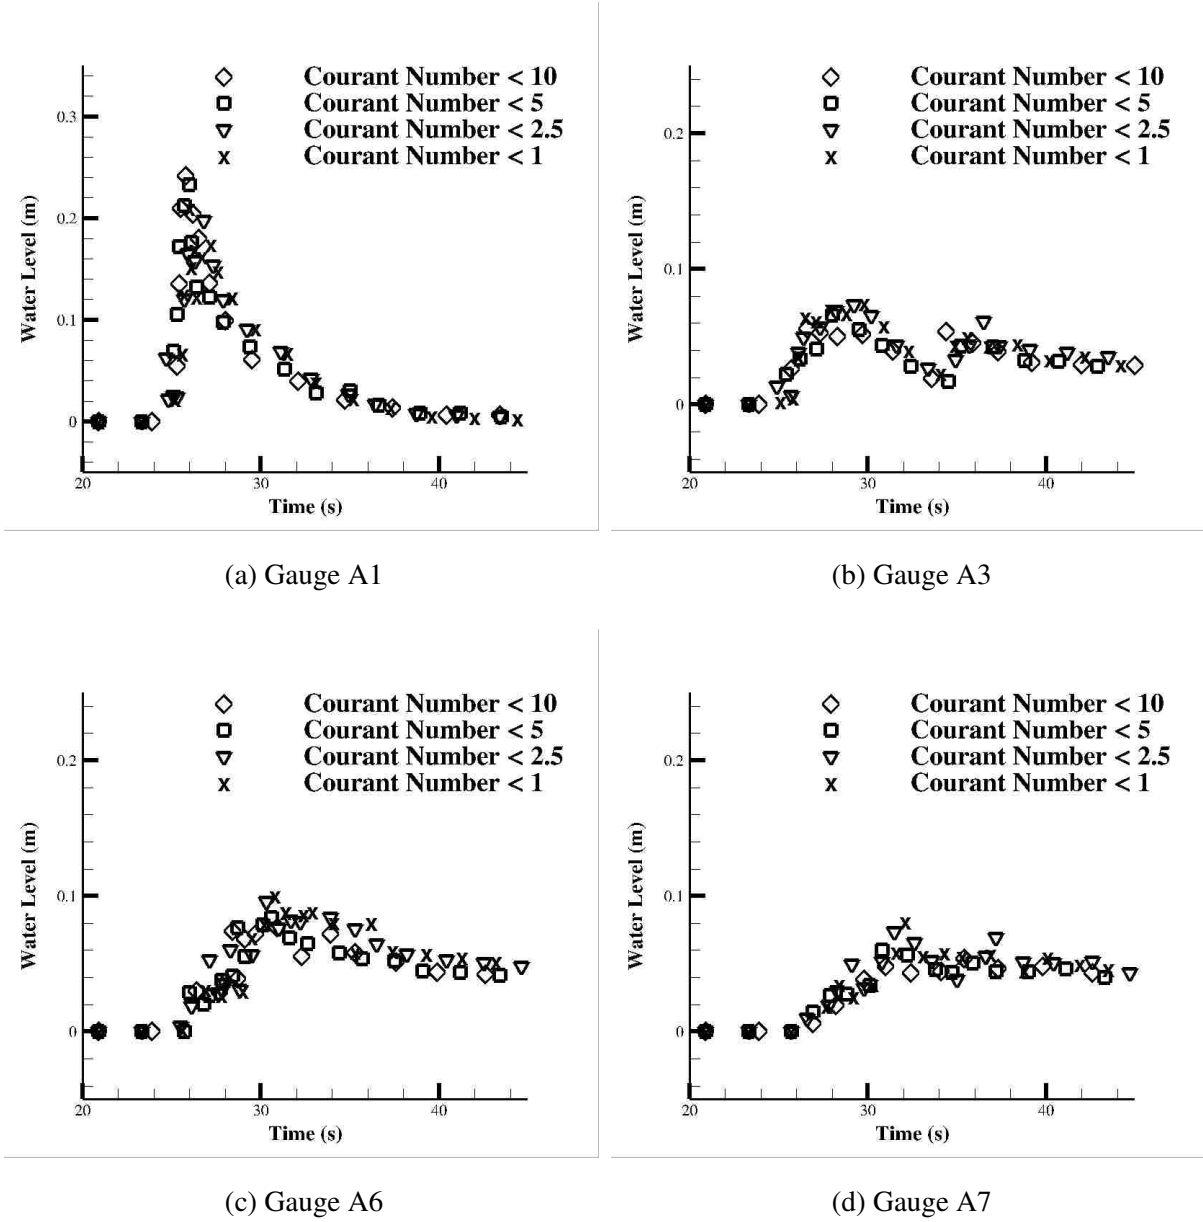 Courant Number < 10
Courant Number < 5
Courant Number < 2.5
Courant Number < 1
0.3
0.2
0.1
0
Water Level (m)
20 30 40
Time (s)
(a) Gauge A1
Courant Number < 10
Courant Number < 5
Courant Number < 2.5
Courant Number < 1
0.2
0.1
0
Water Level (m)
20 30 40
Time (s)
(b) Gauge A3
Courant Number < 10
Courant Number < 5
Courant Number < 2.5
Courant Number < 1
0.2
0.1
0
Water Level (m)
20 30 40
Time (s)
(c) Gauge A6
Courant Number < 10
Courant Number < 5
Courant Number < 2.5
Courant Number < 1
0.2
0.1
0
Water Level (m)
20 30 40
Time (s)
(d) Gauge A7